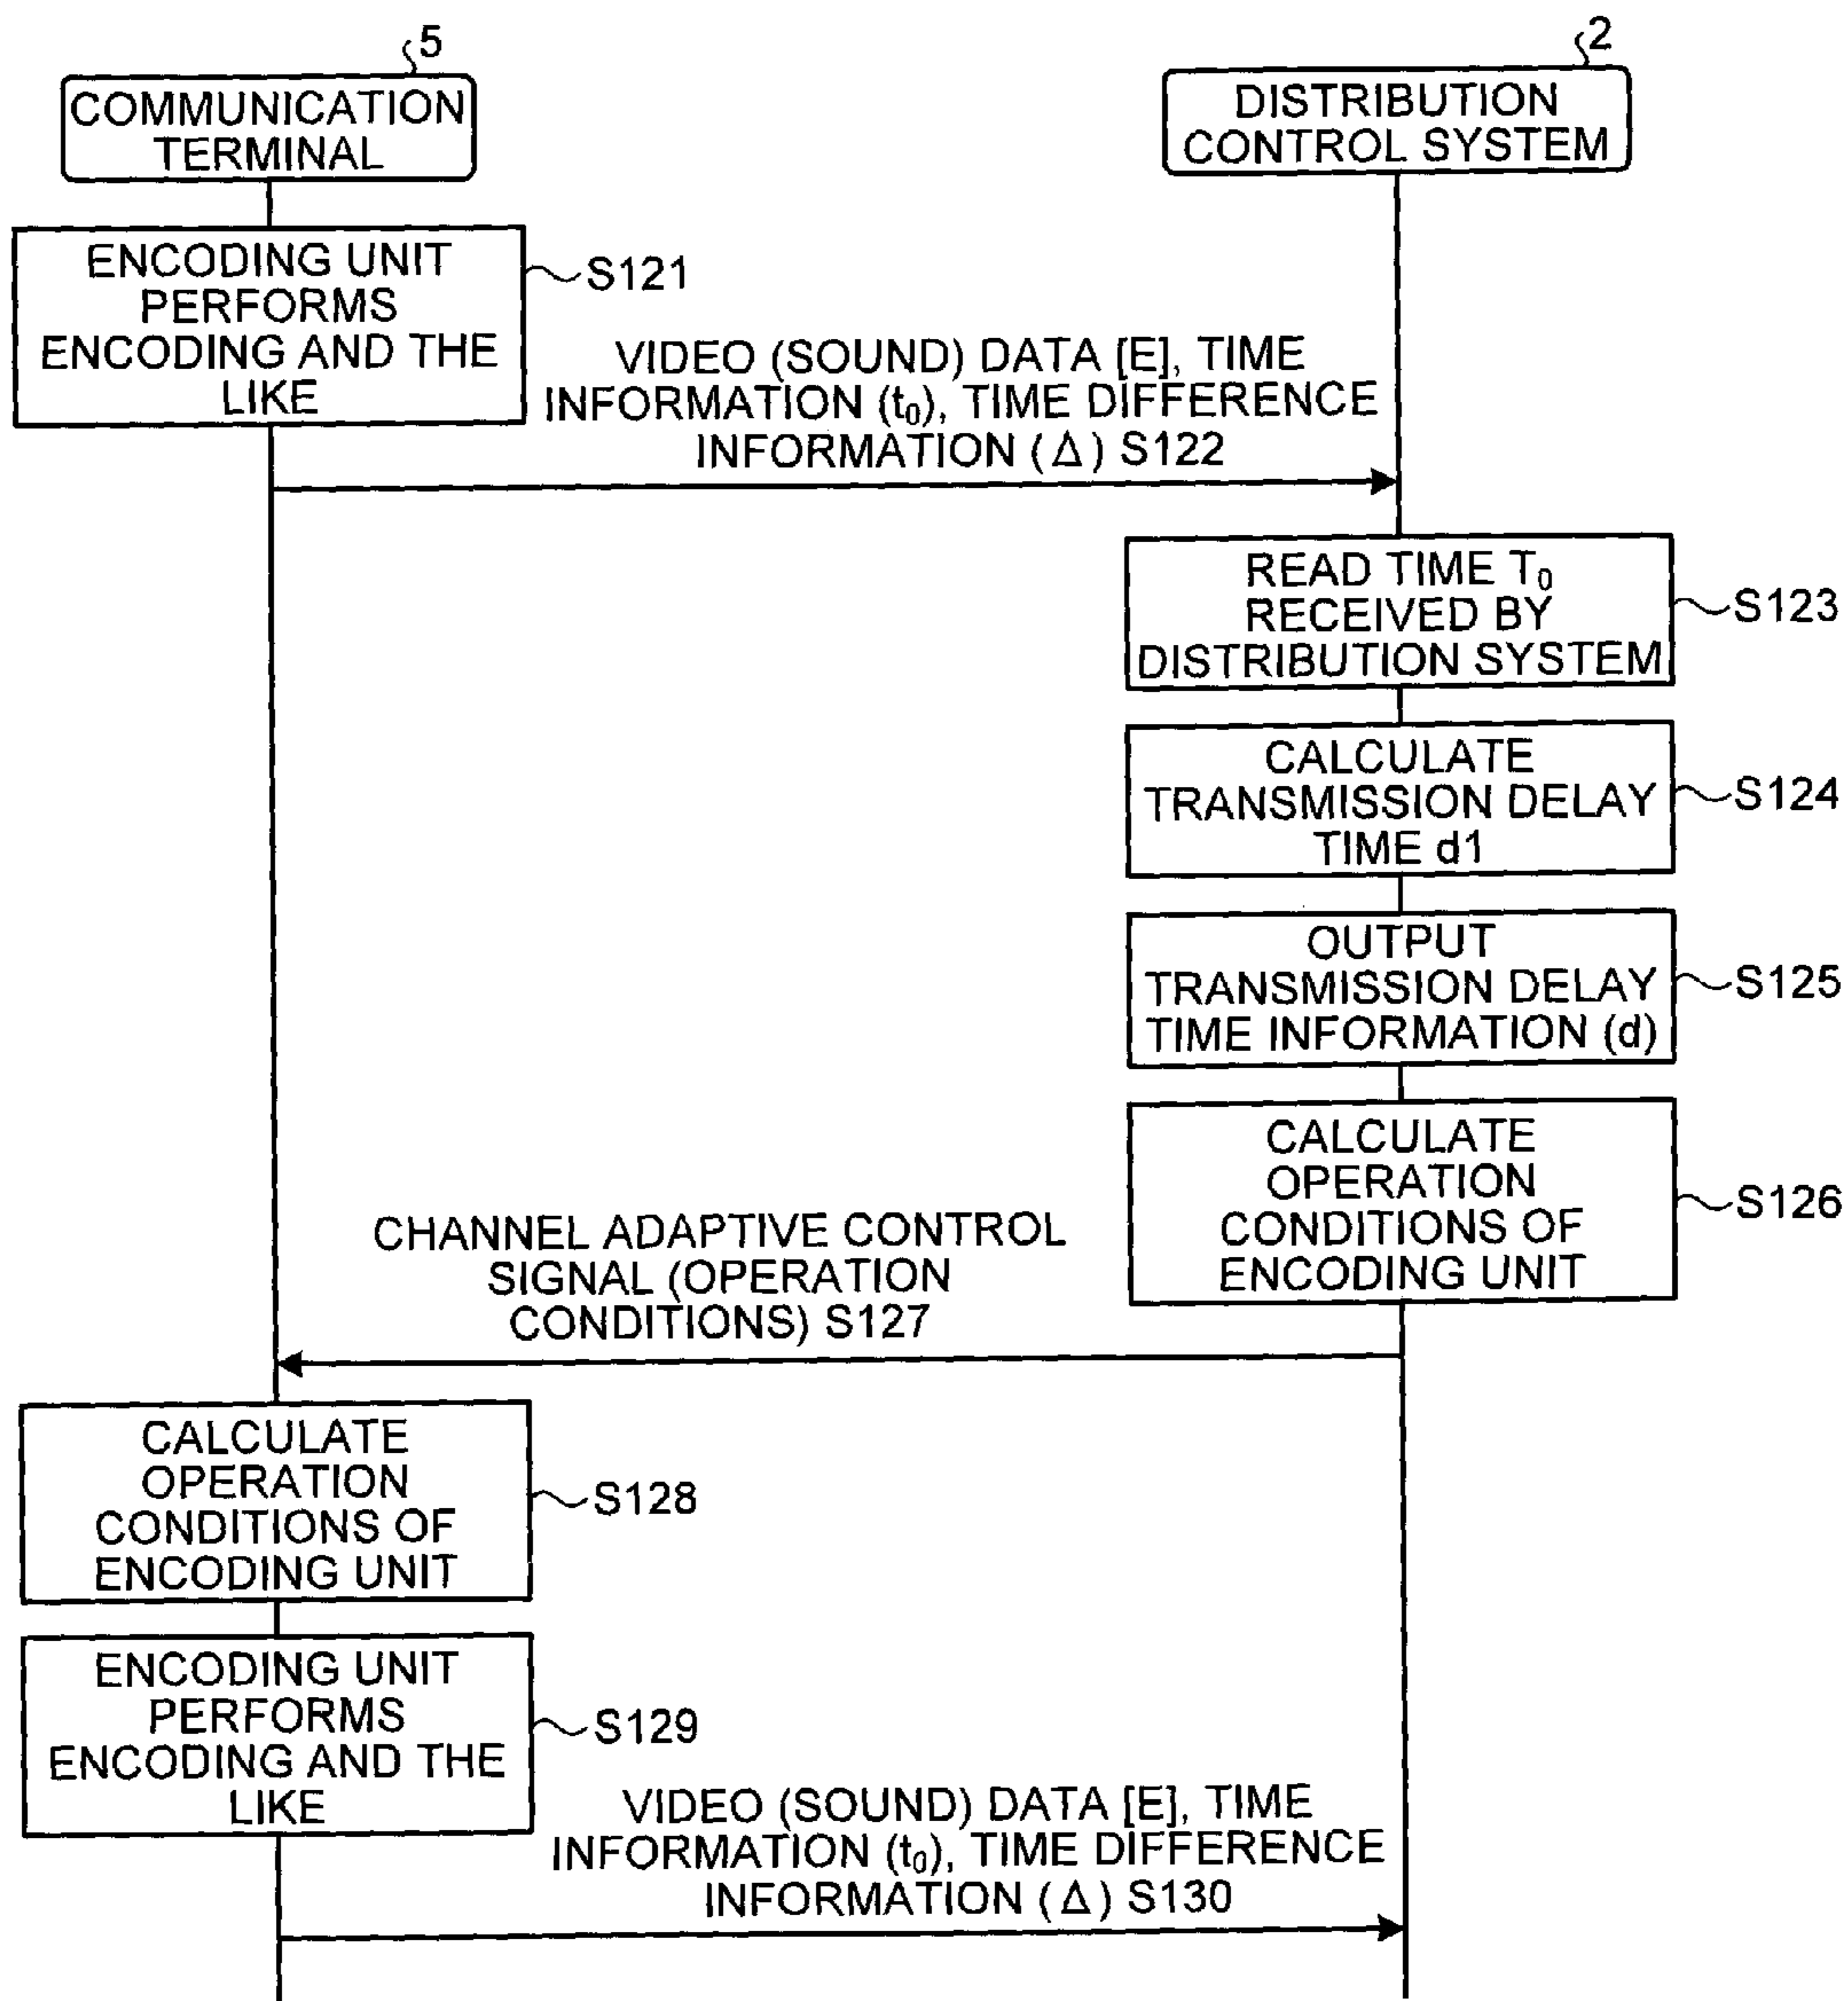 5
COMMUNICATION
TERMINAL
2
DISTRIBUTION
CONTROL SYSTEM
ENCODING UNIT
PERFORMS
ENCODING AND THE
LIKE
S121
VIDEO (SOUND) DATA [E], TIME
INFORMATION (t₀), TIME DIFFERENCE
INFORMATION (Δ) S122
READ TIME T₀
RECEIVED BY
DISTRIBUTION SYSTEM
S123
CALCULATE
TRANSMISSION DELAY
TIME d1
S124
OUTPUT
TRANSMISSION DELAY
TIME INFORMATION (d)
S125
CALCULATE
OPERATION
CONDITIONS OF
ENCODING UNIT
S126
CHANNEL ADAPTIVE CONTROL
SIGNAL (OPERATION
CONDITIONS) S127
CALCULATE
OPERATION
CONDITIONS OF
ENCODING UNIT
S128
ENCODING UNIT
PERFORMS
ENCODING AND THE
LIKE
S129
VIDEO (SOUND) DATA [E], TIME
INFORMATION (t₀), TIME DIFFERENCE
INFORMATION (Δ) S130